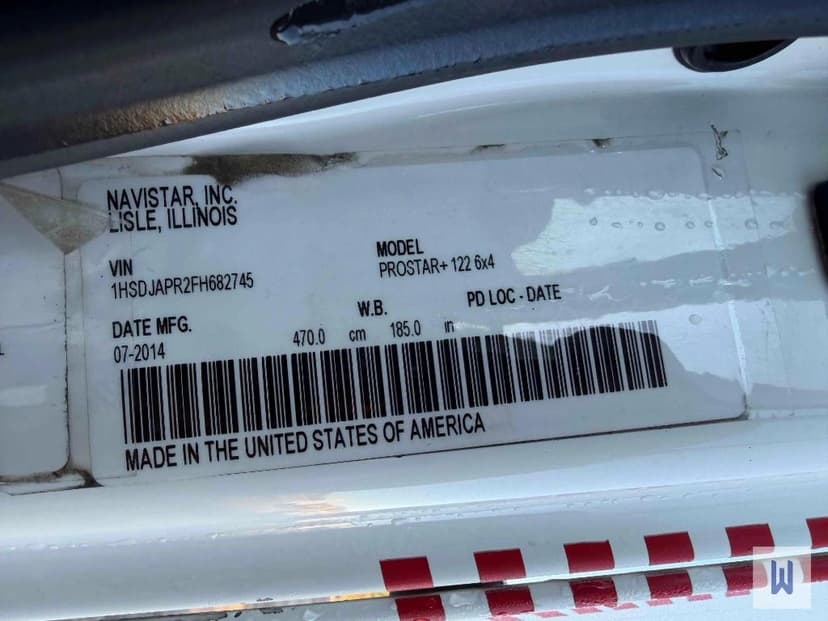 NAVISTAR, INC.
LISLE, ILLINOIS
VIN
1HSDJAPR2FH682745
MODEL
PROSTAR+ 122 6x4
DATE MFG.
07-2014
W.B.
470.0 cm 185.0 in
PD LOC - DATE
MADE IN THE UNITED STATES OF AMERICA
W